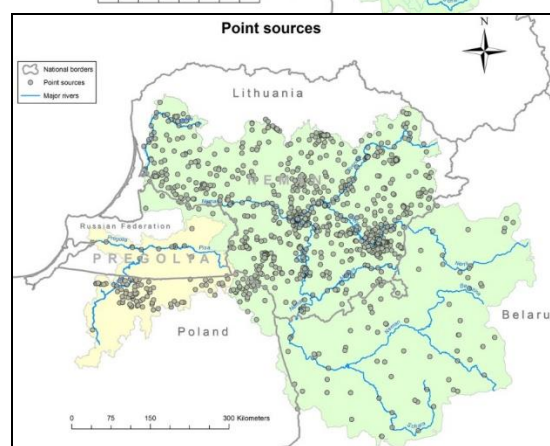 Point sources
N
National borders
Point sources
Major rivers
Lithuania
NEMAN
Russian Federation
PREGOLYA
Poland
Belaru
0 75 150 300 Kilometers